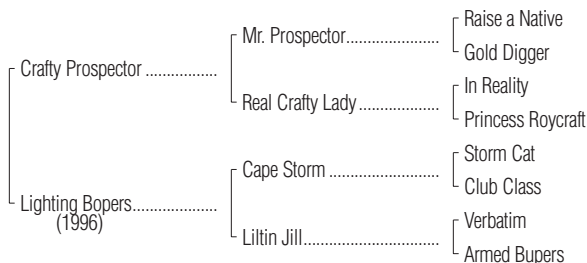 Raise a Native
Mr. Prospector.....................
Gold Digger
Crafty Prospector ................
In Reality
Real Crafty Lady..................
Princess Roycraft
Storm Cat
Cape Storm ........................
Club Class
Lighting Bopers...................
(1996)
Verbatim
Liltin Jill..............................
Armed Bupers